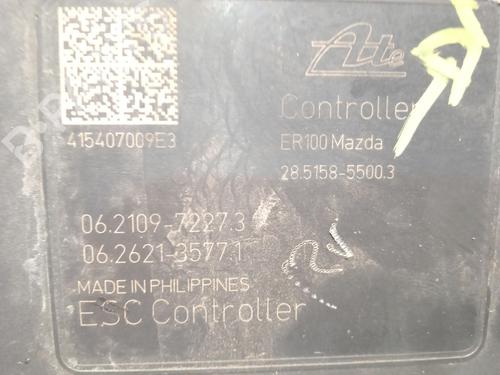 Ate
Controller
415407009E3
ER100 Mazda
28.5158-5500.3
06.2109-7227.3
06.2621-3577.1
MADE IN PHILIPPINES
ESC Controller